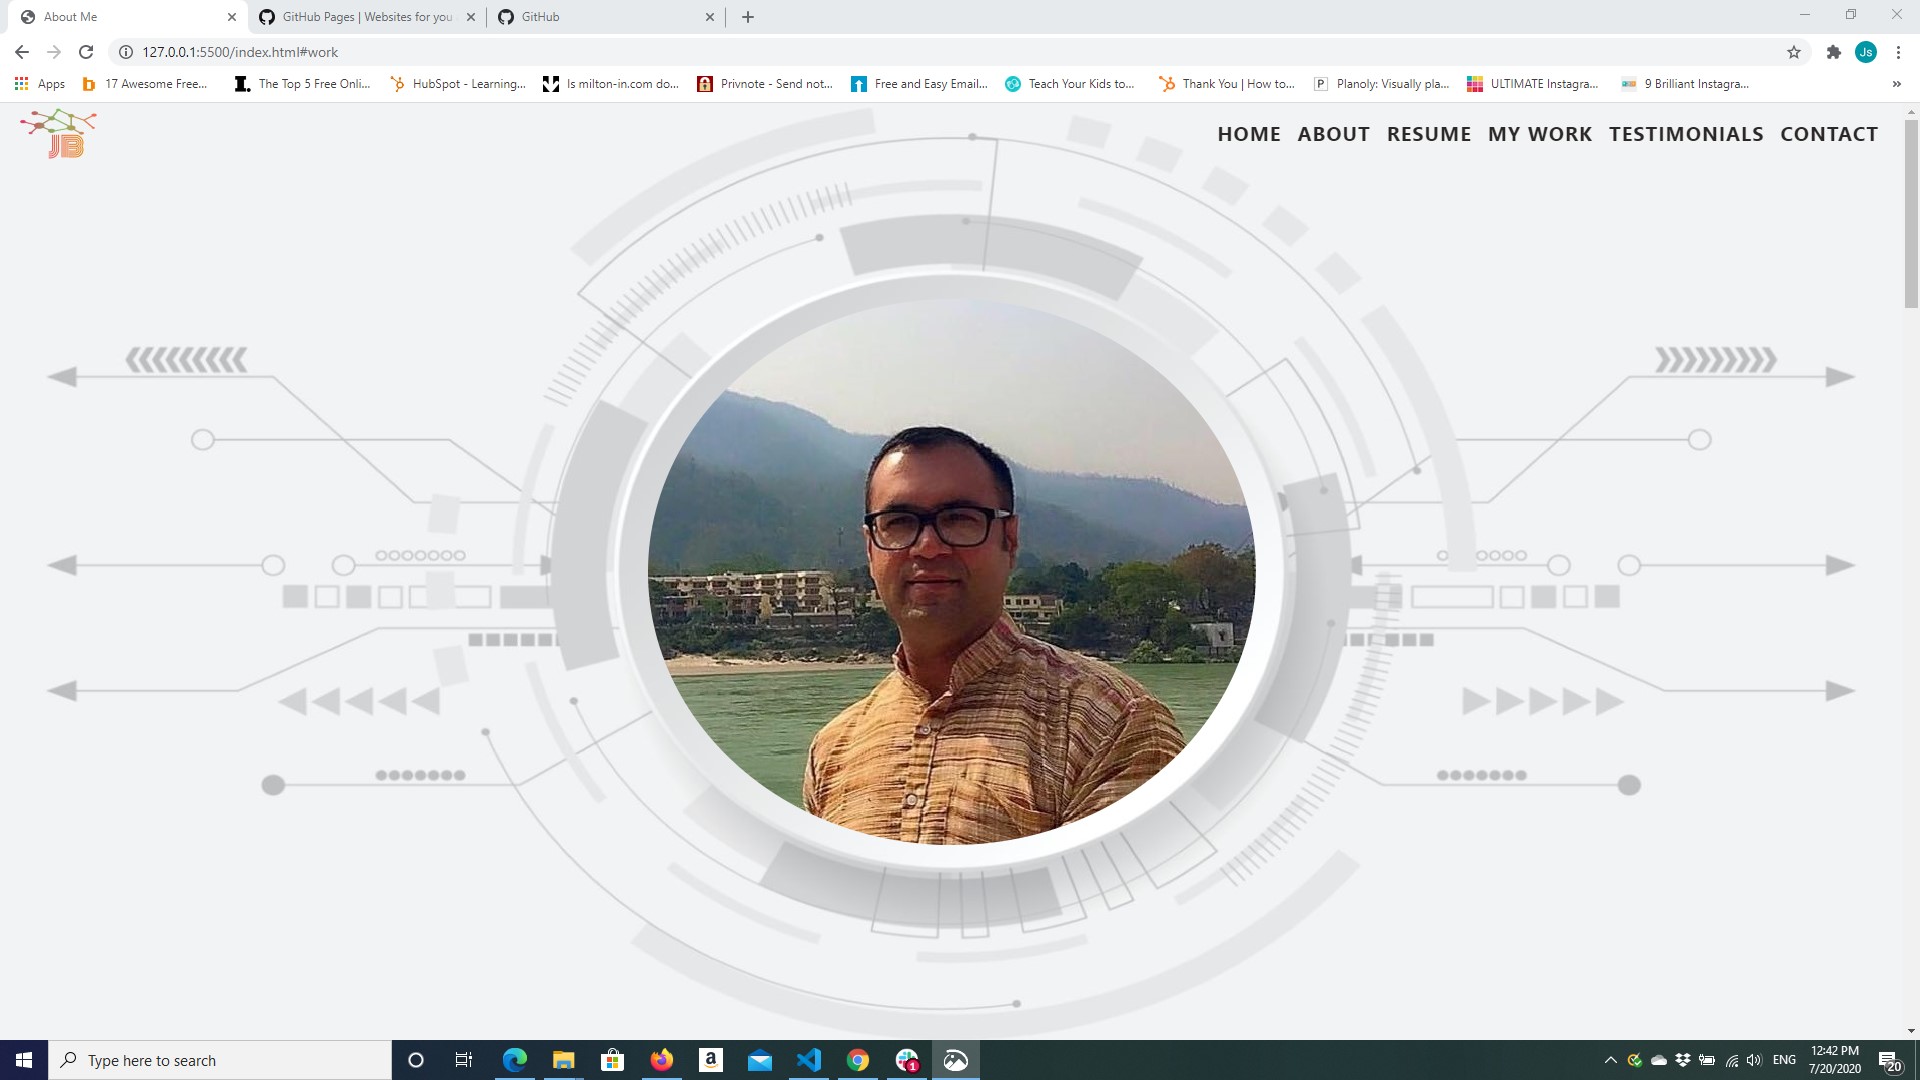 About Me
GitHub Pages | Websites for you
GitHub
127.0.0.1:5500/index.html#work
Js
Apps
17 Awesome Free...
The Top 5 Free Onli...
HubSpot - Learning...
Is milton-in.com do...
Privnote - Send not...
Free and Easy Email...
Teach Your Kids to...
Thank You | How to...
Planoly: Visually pla...
ULTIMATE Instagra...
9 Brilliant Instagra...
JB
HOME ABOUT RESUME MY WORK TESTIMONIALS CONTACT
Type here to search
ENG
12:42 PM
7/20/2020
20